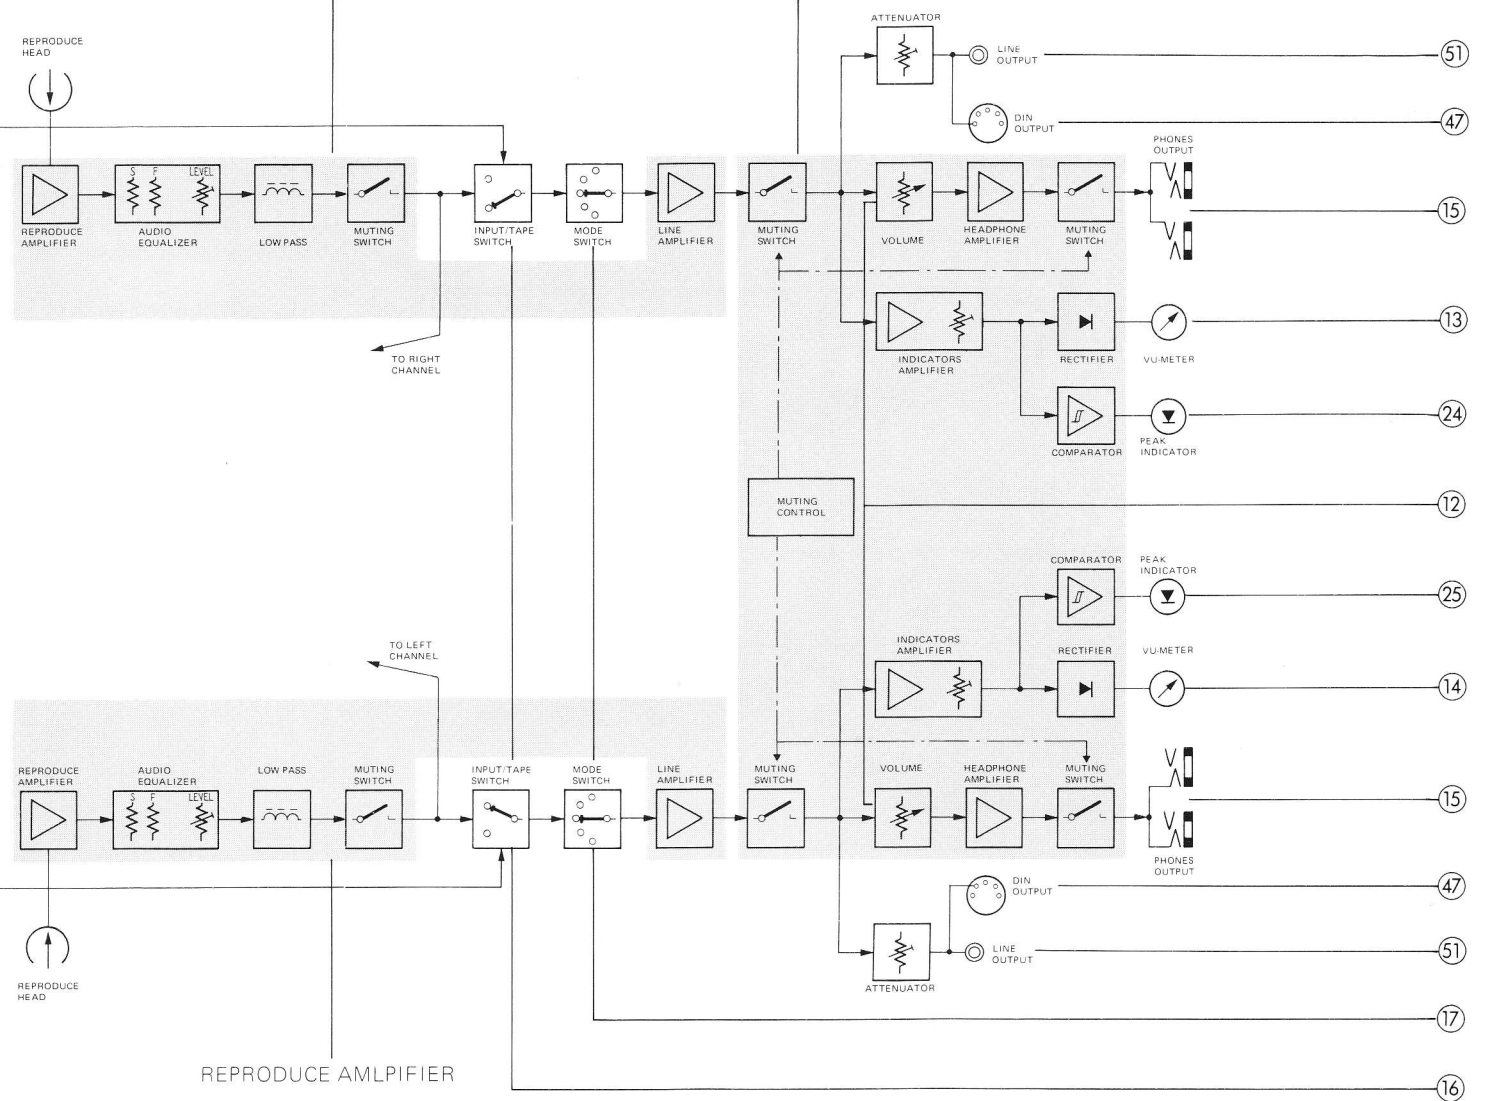 ATTENUATOR
REPRODUCE
HEAD
LINE
OUTPUT
51
DIN
OUTPUT
47
PHONES
OUTPUT
S F LEVEL
REPRODUCE
AMPLIFIER
AUDIO
EQUALIZER
LOW PASS
MUTING
SWITCH
INPUT/TAPE
SWITCH
MODE
SWITCH
LINE
AMPLIFIER
MUTING
SWITCH
VOLUME
HEADPHONE
AMPLIFIER
MUTING
SWITCH
15
13
TO RIGHT
CHANNEL
INDICATORS
AMPLIFIER
RECTIFIER
VU-METER
24
COMPARATOR
PEAK
INDICATOR
MUTING
CONTROL
12
COMPARATOR
PEAK
INDICATOR
25
TO LEFT
CHANNEL
INDICATORS
AMPLIFIER
RECTIFIER
VU-METER
14
REPRODUCE
AMPLIFIER
AUDIO
EQUALIZER
LOW PASS
MUTING
SWITCH
INPUT/TAPE
SWITCH
MODE
SWITCH
LINE
AMPLIFIER
MUTING
SWITCH
VOLUME
HEADPHONE
AMPLIFIER
MUTING
SWITCH
S F LEVEL
15
PHONES
OUTPUT
DIN
OUTPUT
47
LINE
OUTPUT
51
ATTENUATOR
REPRODUCE
HEAD
17
REPRODUCE AMLPIFIER
16